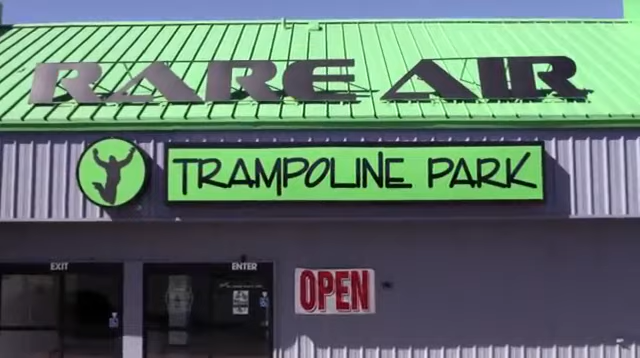 RARE AIR
TRAMPOLINE PARK
EXIT
ENTER
OPEN